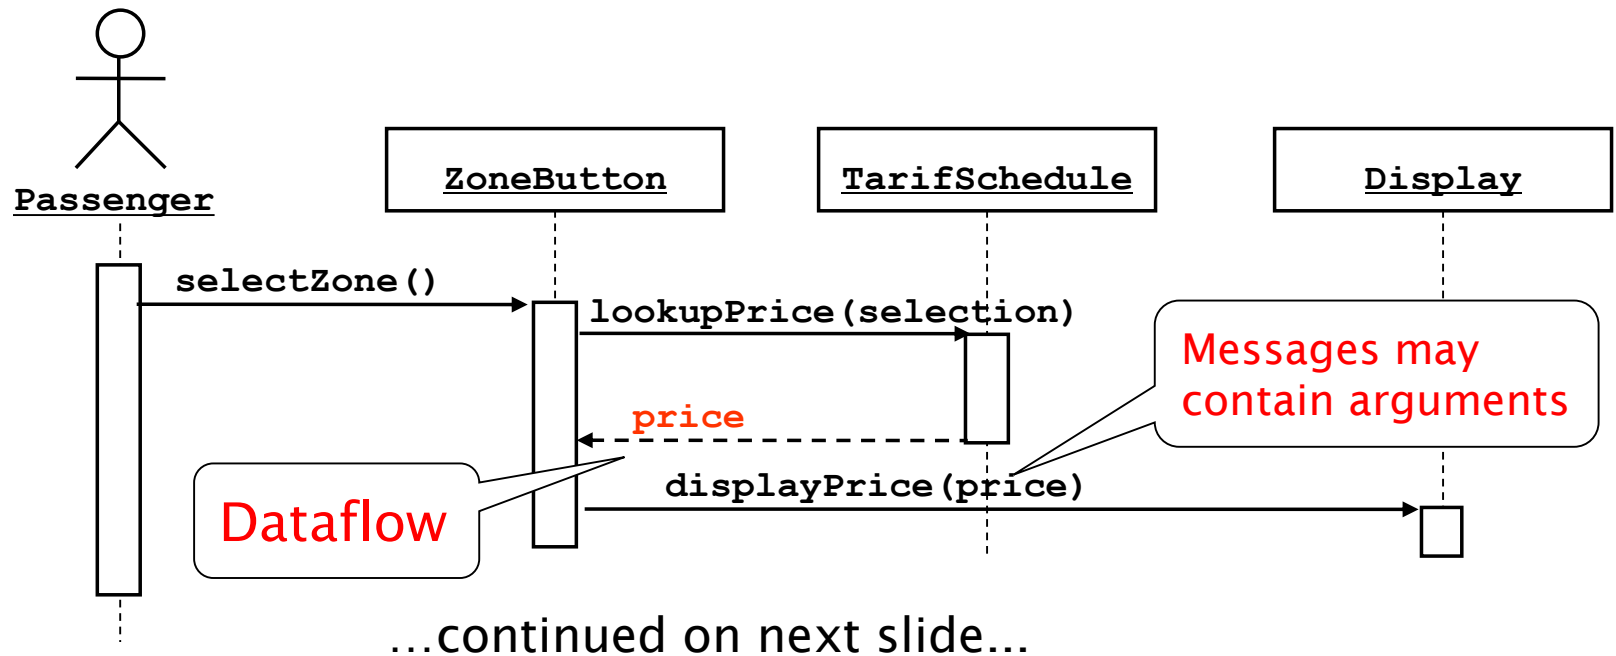 Passenger
ZoneButton
TarifSchedule
Display
selectZone()
lookupPrice(selection)
Messages may
contain arguments
price
Dataflow
displayPrice(price)
...continued on next slide...